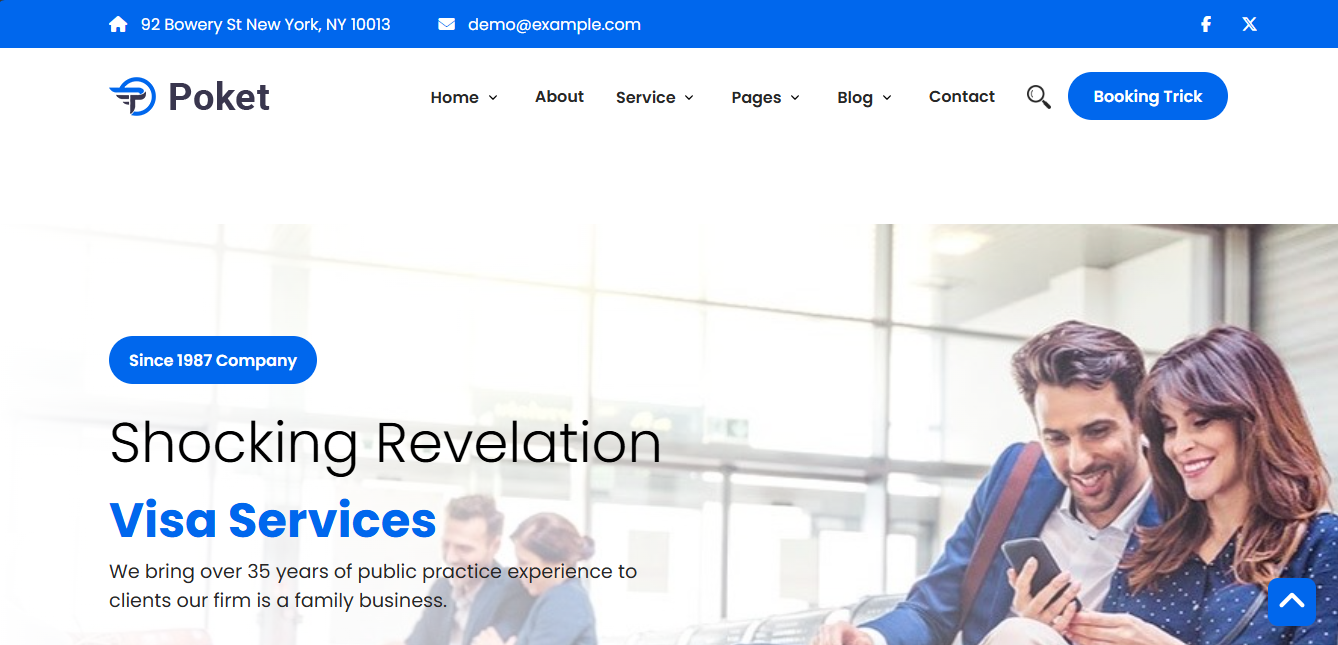 92 Bowery St New York, NY 10013
demo@example.com
Poket
Home
About
Service
Pages
Blog
Contact
Booking Trick
Since 1987 Company
Shocking Revelation
Visa Services
We bring over 35 years of public practice experience to
clients our firm is a family business.